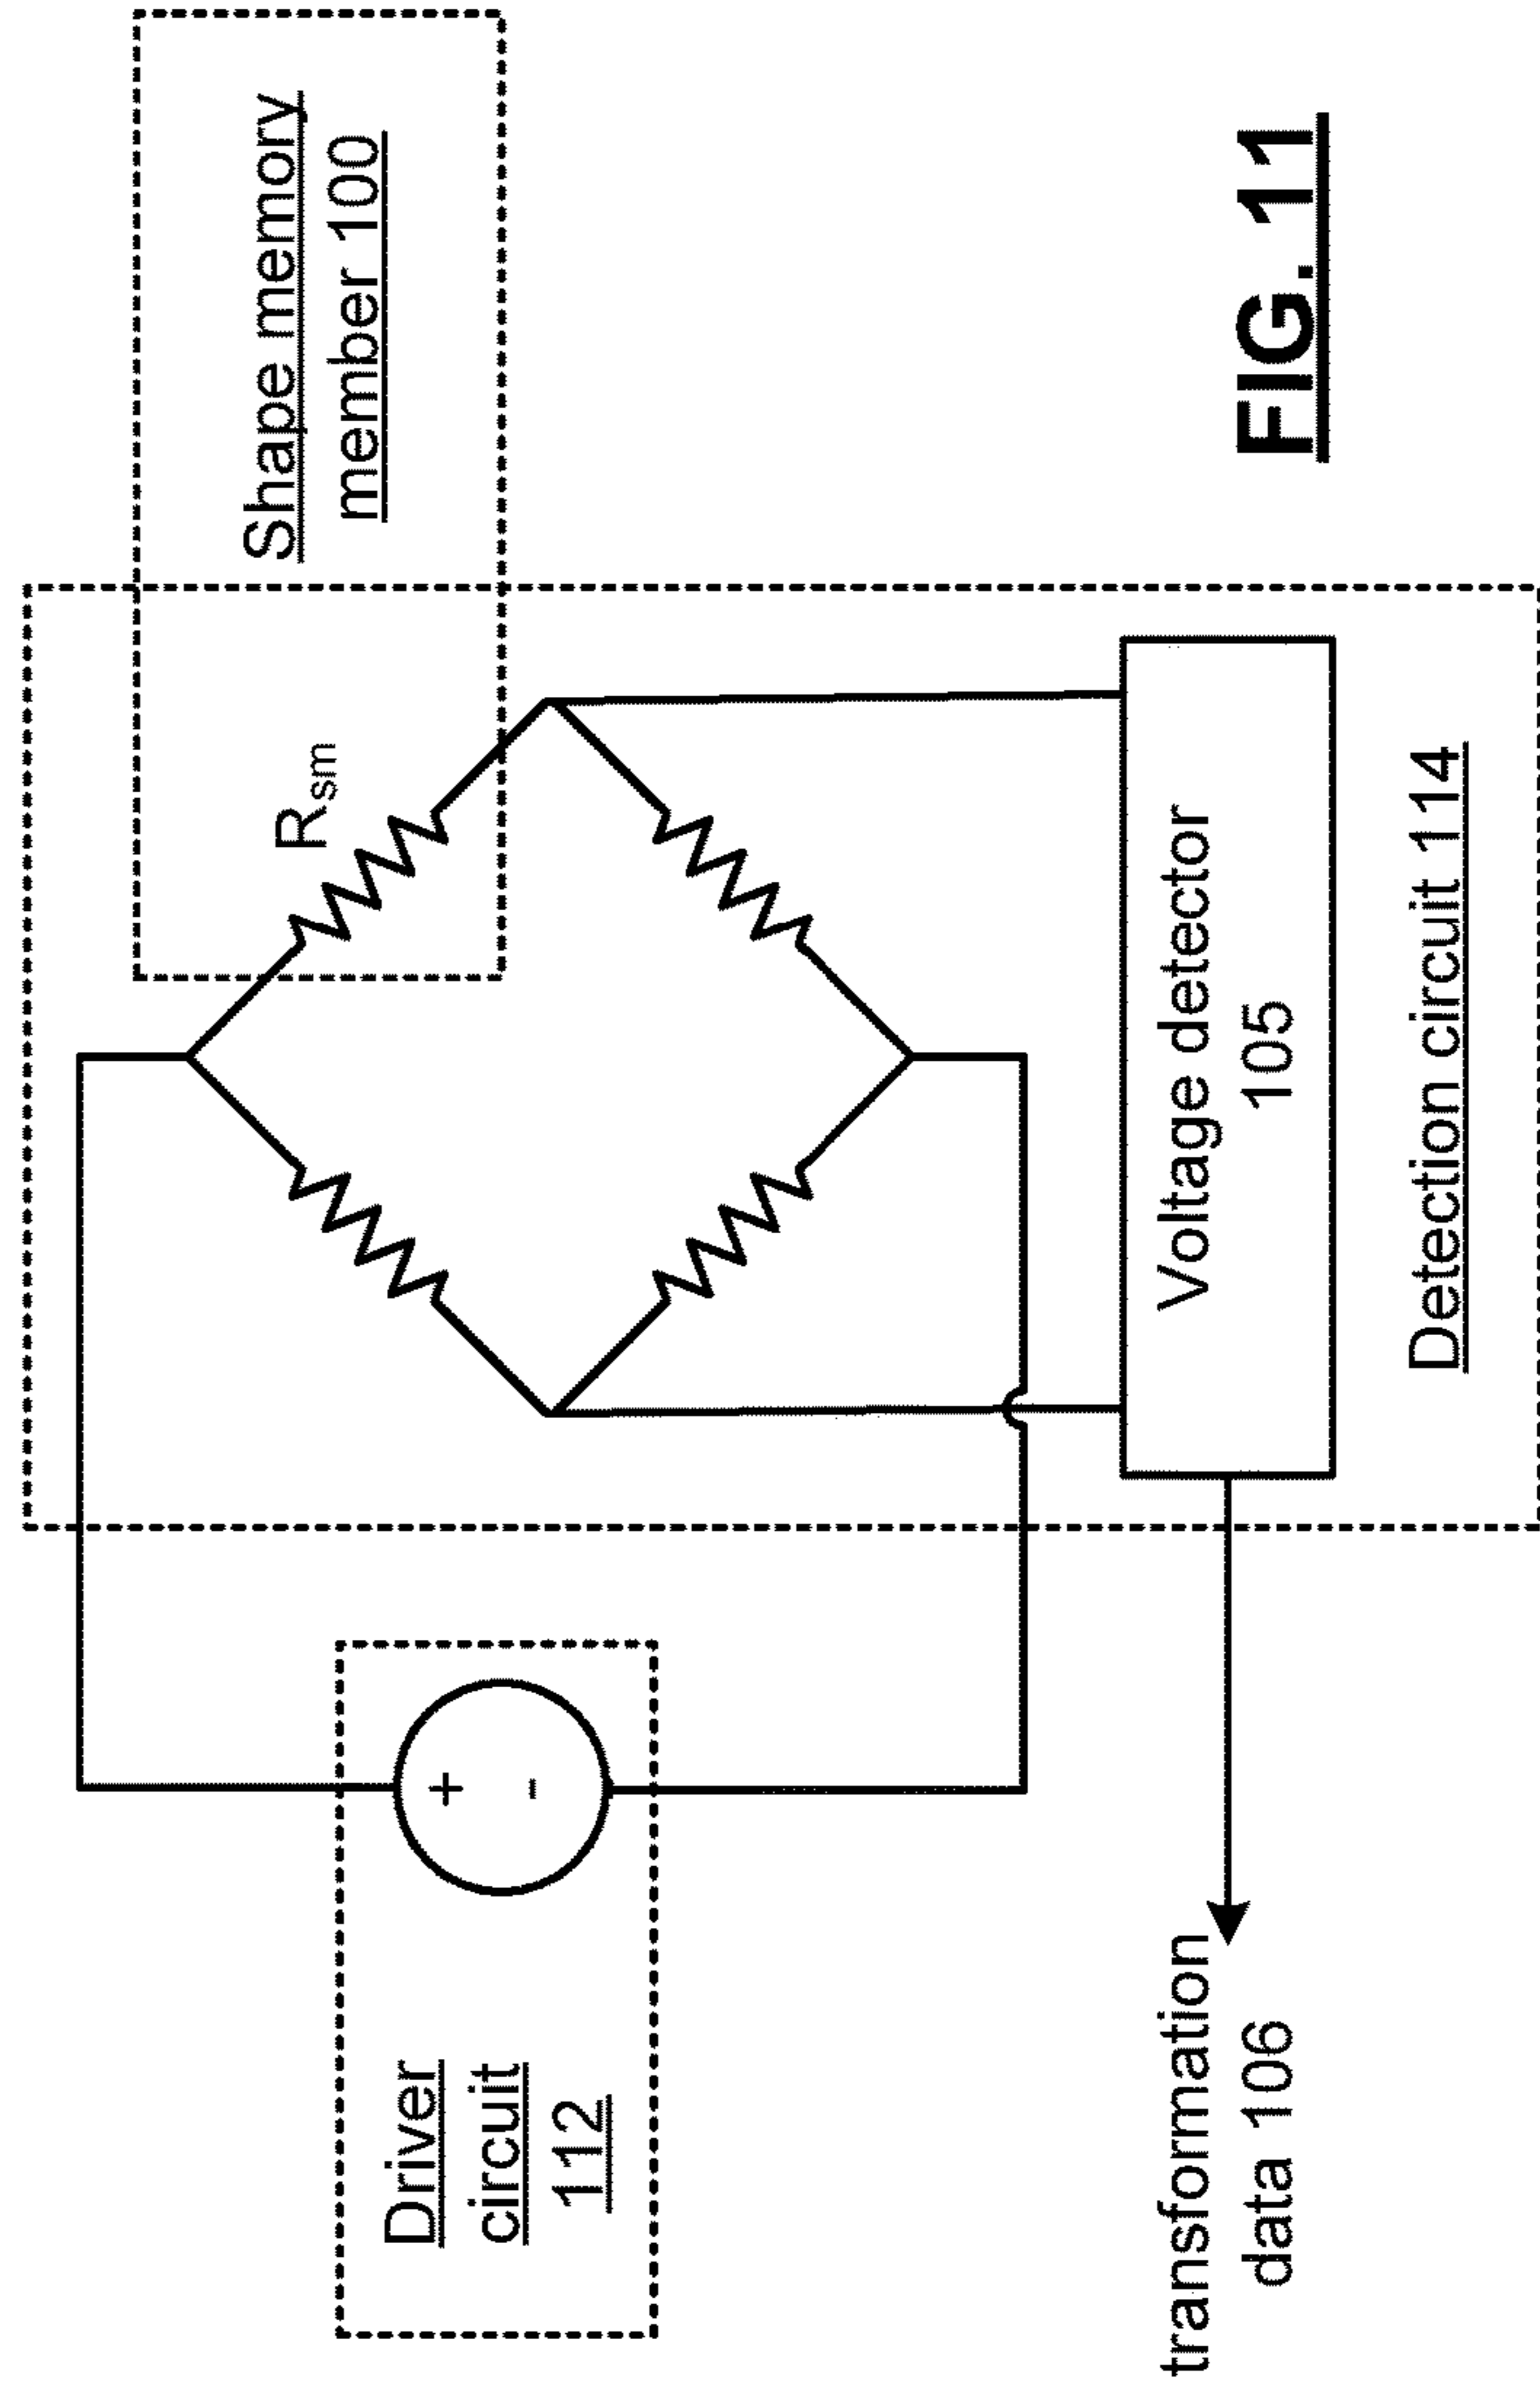 Shape memory
member 100
R_sm
Driver
circuit
112
+
-
Voltage detector
105
transformation
data 106
Detection circuit 114
FIG. 11